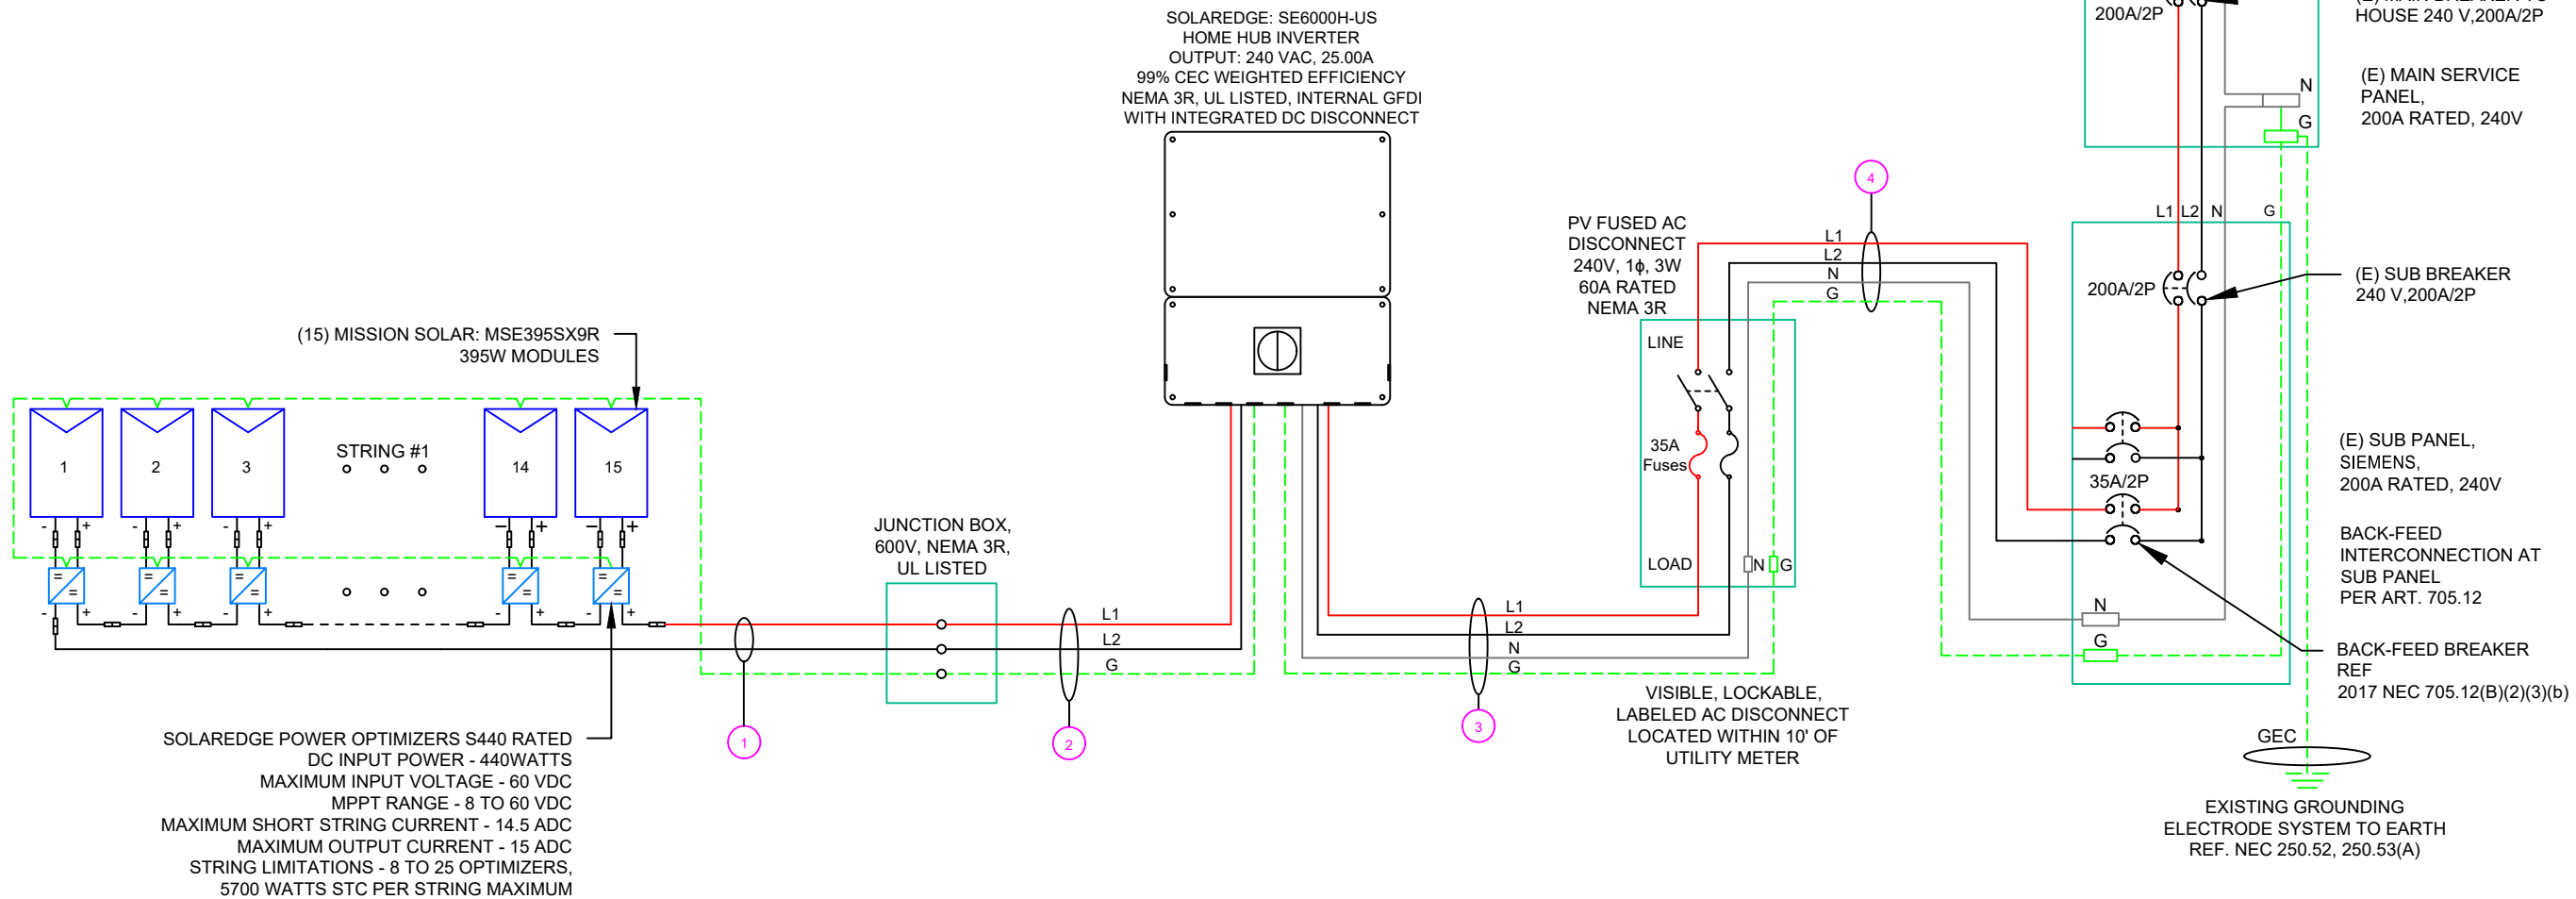 SOLAREDGE: SE6000H-US
HOME HUB INVERTER
OUTPUT: 240 VAC, 25.00A
99% CEC WEIGHTED EFFICIENCY
NEMA 3R, UL LISTED, INTERNAL GFDI
WITH INTEGRATED DC DISCONNECT
200A/2P
HOUSE 240 V,200A/2P
(E) MAIN SERVICE
PANEL,
200A RATED, 240V
N
G
4
L1 L2 N G
PV FUSED AC
DISCONNECT
240V, 1ϕ, 3W
60A RATED
NEMA 3R
L1
L2
N
G
200A/2P
(E) SUB BREAKER
240 V,200A/2P
(15) MISSION SOLAR: MSE395SX9R
395W MODULES
LINE
35A
Fuses
LOAD
N G
STRING #1
1 2 3 14 15
- + - + - + - + - +
= = = = =
= = = = =
- + - + - + - + - +
JUNCTION BOX,
600V, NEMA 3R,
UL LISTED
L1
L2
G
L1
L2
N
G
35A/2P
N
G
(E) SUB PANEL,
SIEMENS,
200A RATED, 240V
BACK-FEED
INTERCONNECTION AT
SUB PANEL
PER ART. 705.12
BACK-FEED BREAKER
REF
2017 NEC 705.12(B)(2)(3)(b)
1
2
3
VISIBLE, LOCKABLE,
LABELED AC DISCONNECT
LOCATED WITHIN 10' OF
UTILITY METER
SOLAREDGE POWER OPTIMIZERS S440 RATED
DC INPUT POWER - 440WATTS
MAXIMUM INPUT VOLTAGE - 60 VDC
MPPT RANGE - 8 TO 60 VDC
MAXIMUM SHORT STRING CURRENT - 14.5 ADC
MAXIMUM OUTPUT CURRENT - 15 ADC
STRING LIMITATIONS - 8 TO 25 OPTIMIZERS,
5700 WATTS STC PER STRING MAXIMUM
GEC
EXISTING GROUNDING
ELECTRODE SYSTEM TO EARTH
REF. NEC 250.52, 250.53(A)